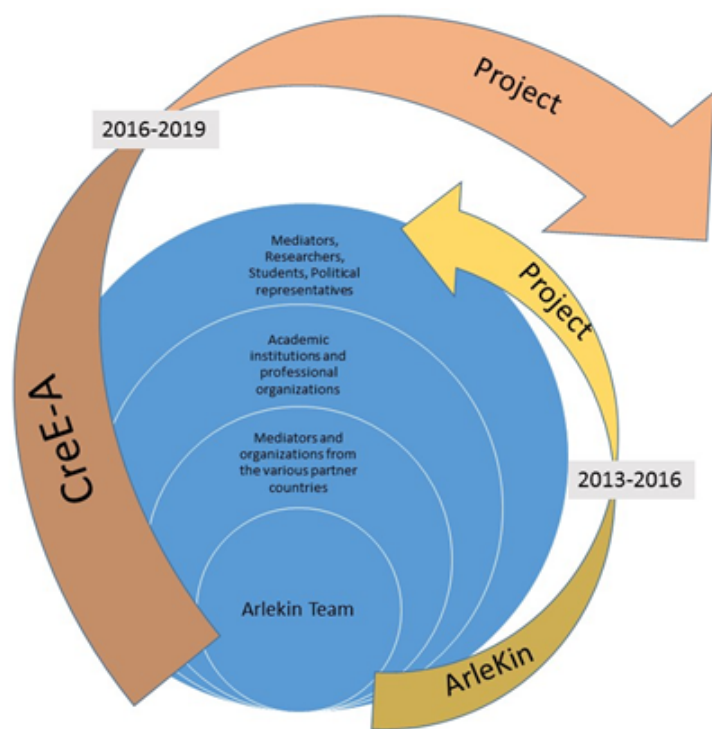 Project
2016-2019
Mediators,
Researchers,
Students, Political
representatives
Project
Academic
institutions and
professional
organizations
CreE-A
Mediators and
organizations from
the various partner
countries
2013-2016
Arlekin Team
ArleKin